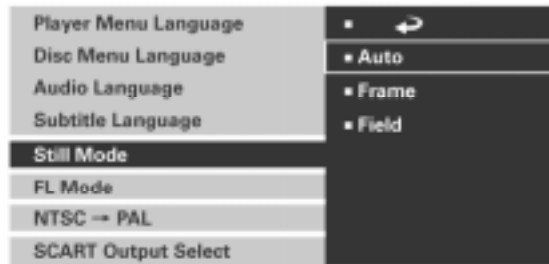 Player Menu Language
Disc Menu Language
Audio Language
Subtitle Language
Still Mode
FL Mode
NTSC → PAL
SCART Output Select
▪ ⤶
▪ Auto
▪ Frame
▪ Field